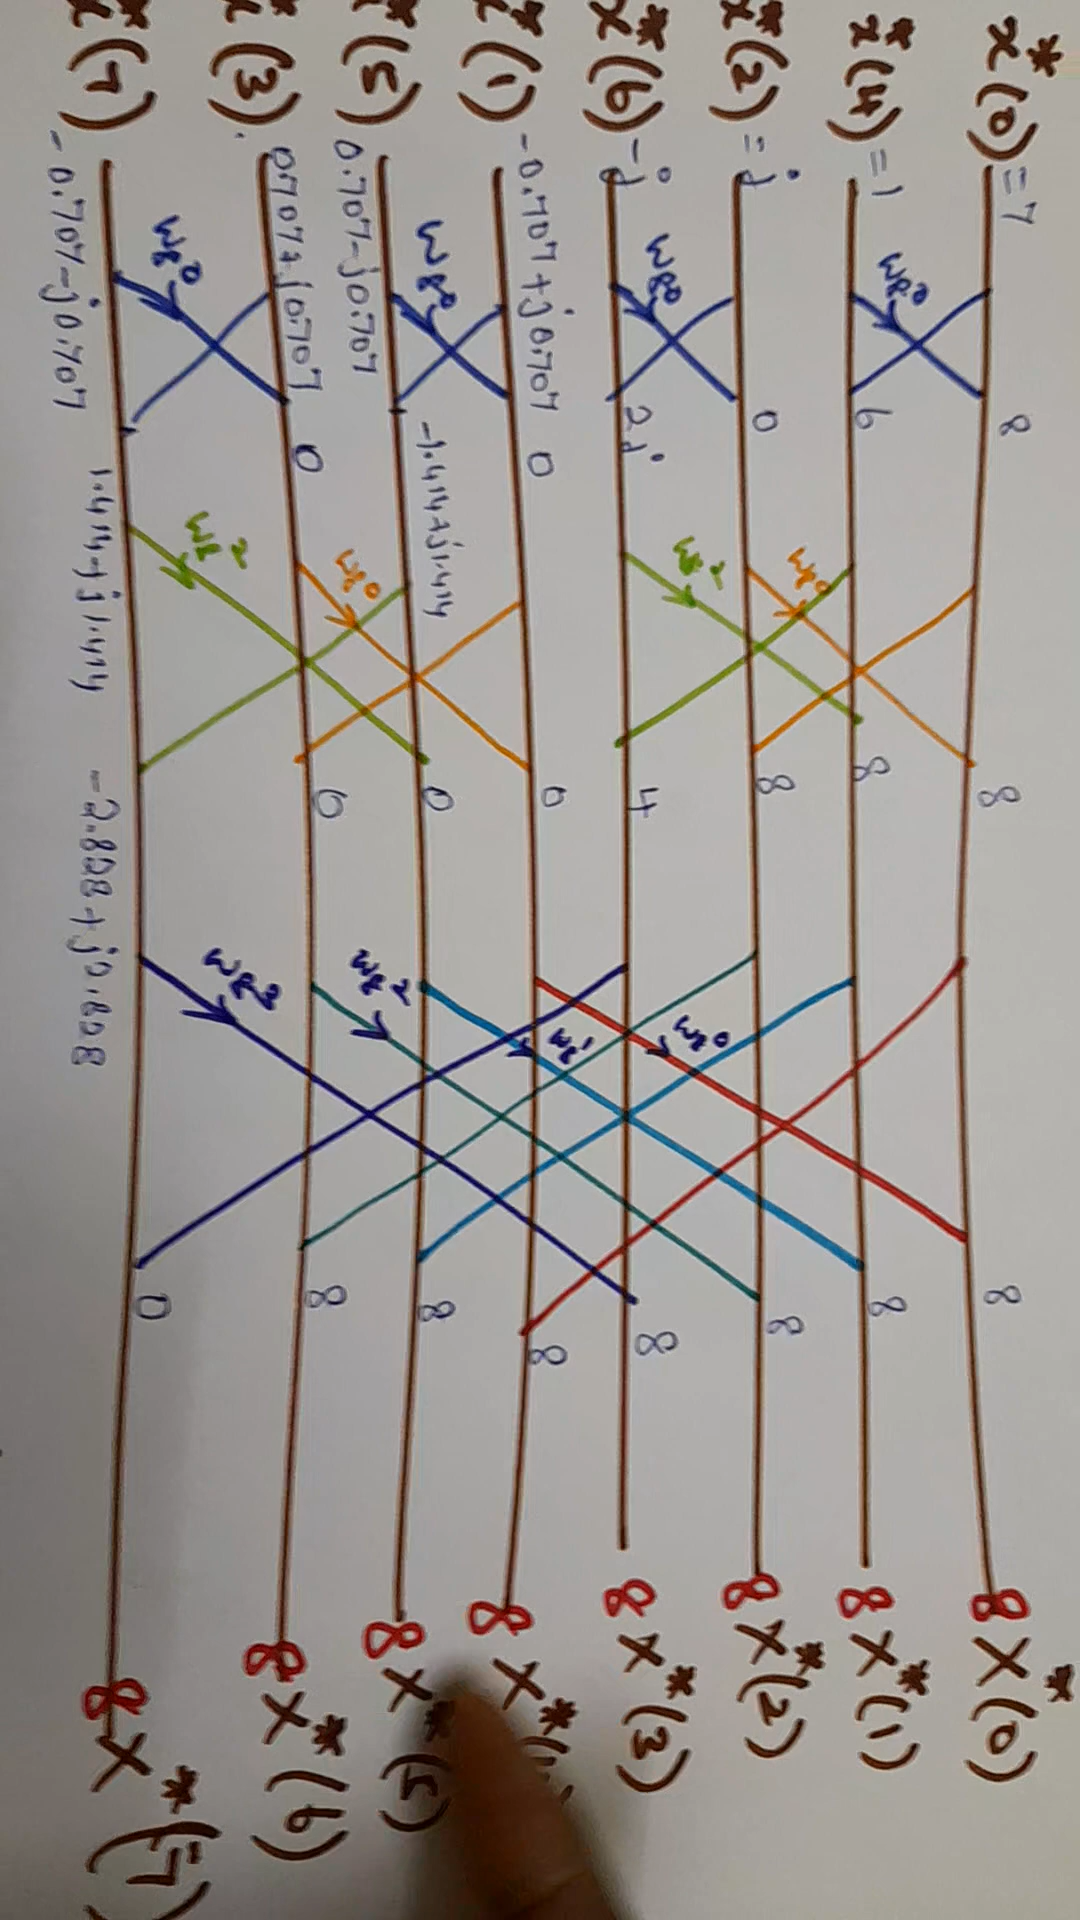 x*(0) = 7
8
8
8
8 X*(0)
x*(4) = 1
W8^0
6
8
8
8 X*(1)
x*(2) = j
W8^0
0
8
8
8 X*(2)
x*(6) -j
W8^0
2j
W8^2
4
W8^0
8
8 X*(3)
x*(1) -0.707 + j0.707
0
0
8
8 X*
x*(5) 0.707-j0.707
W8^0
-1.414+j1.414
0
W8^1
8
8 X*(5)
x*(3) 0.707+j0.707
0
W8^0
0
W8^2
8
8 X*(6)
x*(7) -0.707-j0.707
W8^0
1.414-j1.414
W8^2
-2.828+j2.828
W8^3
0
8 X*(7)